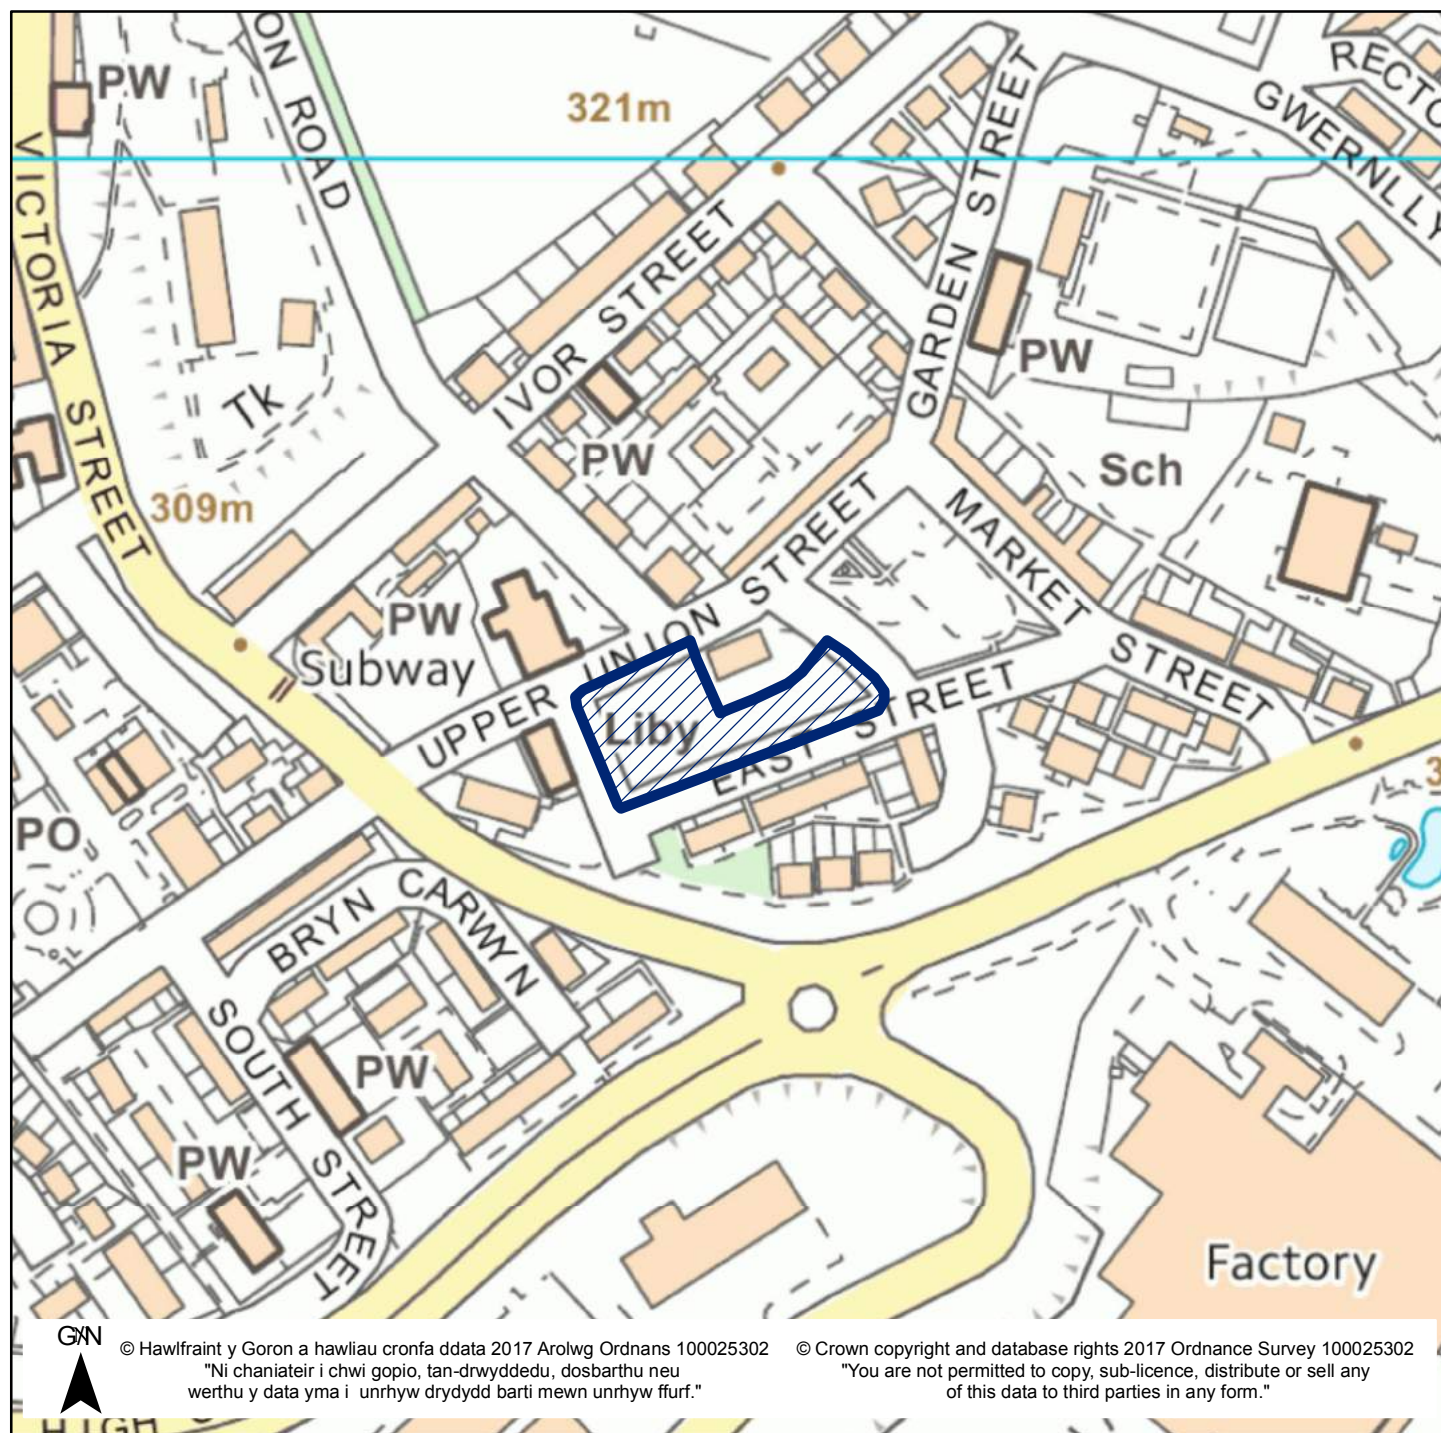 PW
ON ROAD
321m
RECTO
GWERNLLY
VICTORIA STREET
GARDEN STREET
IVOR STREET
PW
Tk
PW
Sch
309m
UPPER UNION STREET
MARKET STREET
PW
Subway
Liby
EAST STREET
3
PO
BRYN CARWYN
SOUTH STREET
PW
PW
Factory
G/N
© Hawlfraint y Goron a hawliau cronfa ddata 2017 Arolwg Ordnans 100025302
"Ni chaniateir i chwi gopio, tan-drwyddedu, dosbarthu neu
werthu y data yma i unrhyw drydydd barti mewn unrhyw ffurf."
© Crown copyright and database rights 2017 Ordnance Survey 100025302
"You are not permitted to copy, sub-licence, distribute or sell any
of this data to third parties in any form."
HIGH